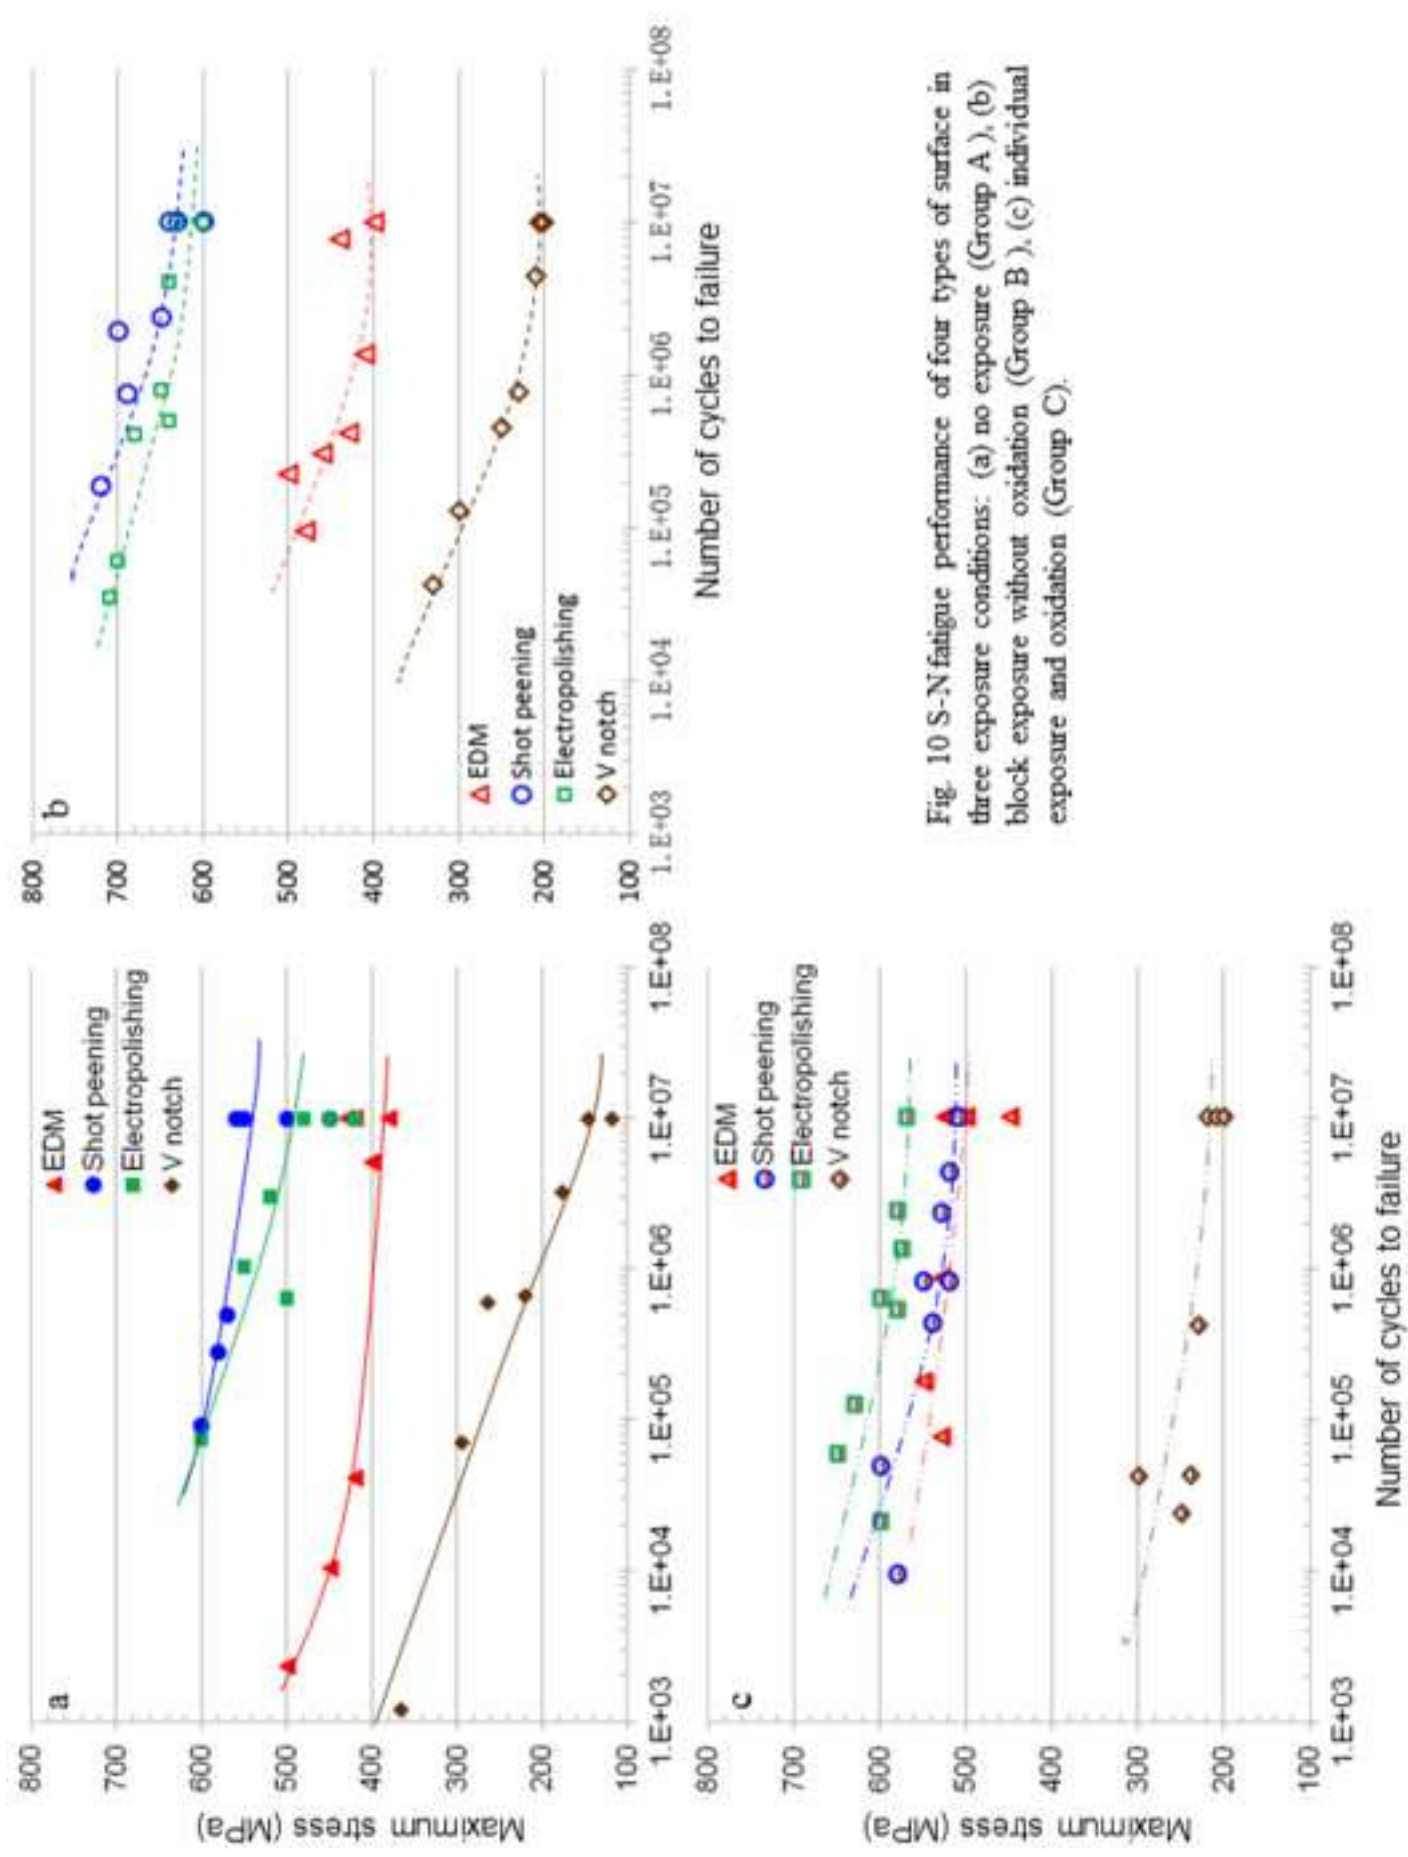 a
800
700
600
500
400
300
200
100
Maximum stress (MPa)
EDM
Shot peening
Electropolishing
V notch
1.E+03
1.E+04
1.E+05
1.E+06
1.E+07
1.E+08
b
800
700
600
500
400
300
200
100
EDM
Shot peening
Electropolishing
V notch
1.E+03
1.E+04
1.E+05
1.E+06
1.E+07
1.E+08
Number of cycles to failure
c
800
700
600
500
400
300
200
100
Maximum stress (MPa)
EDM
Shot peening
Electropolishing
V notch
1.E+03
1.E+04
1.E+05
1.E+06
1.E+07
1.E+08
Number of cycles to failure
Fig. 10 S-N fatigue performance of four types of surface in
three exposure conditions: (a) no exposure (Group A ), (b)
block exposure without oxidation (Group B ), (c) individual
exposure and oxidation (Group C).